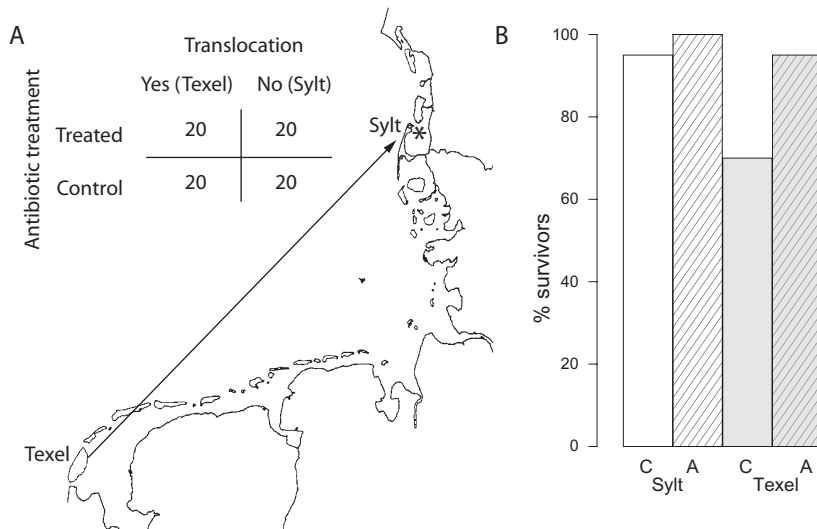 A
Translocation
Yes (Texel) No (Sylt)
Antibiotic treatment
Treated 20 20
Control 20 20
Sylt
*
Texel
B
% survivors
100
80
60
40
20
0
C A C A
Sylt Texel